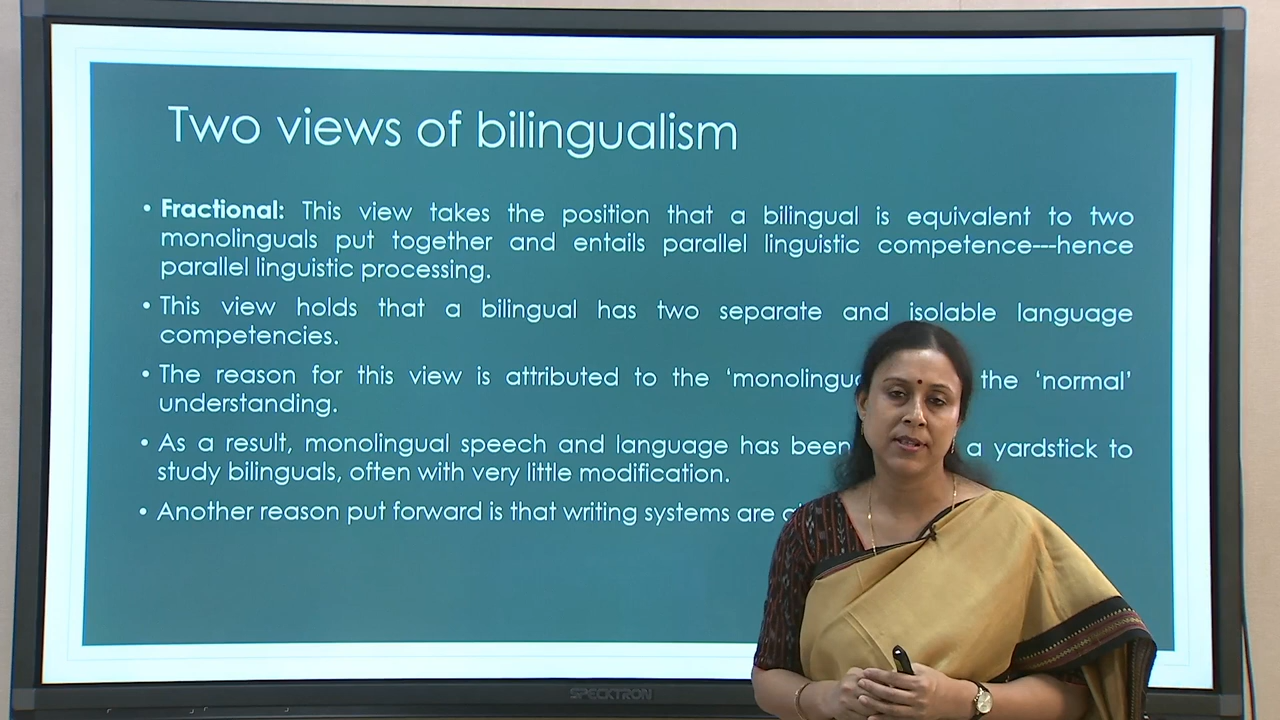 Two views of bilingualism
• Fractional: This view takes the position that a bilingual is equivalent to two
monolinguals put together and entails parallel linguistic competence---hence
parallel linguistic processing.
• This view holds that a bilingual has two separate and isolable language
competencies.
• The reason for this view is attributed to the ‘monolingual the ‘normal’
understanding.
• As a result, monolingual speech and language has been a yardstick to
study bilinguals, often with very little modification.
• Another reason put forward is that writing systems are
SPECKTRON